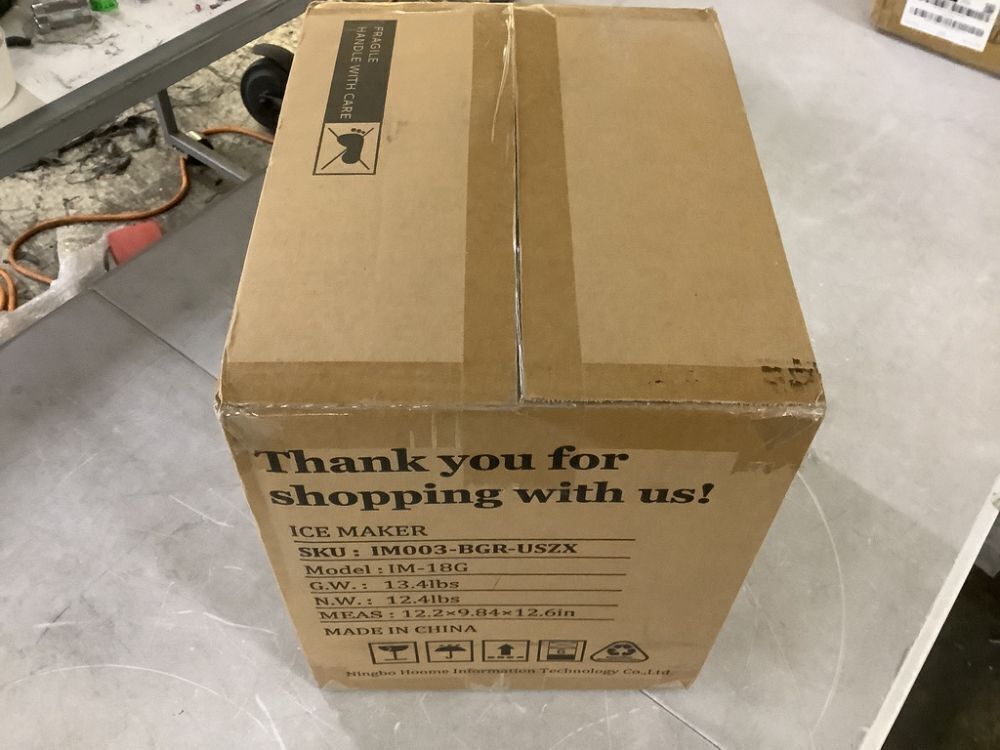 FRAGILE
HANDLE WITH CARE
Thank you for
shopping with us!
ICE MAKER
SKU : IM003-BGR-USZX
Model : IM-18G
G.W. : 13.4lbs
N.W. : 12.4lbs
MEAS : 12.2×9.84×12.6in
MADE IN CHINA
6
Ningbo Hoome Information Technology Co.,Ltd.